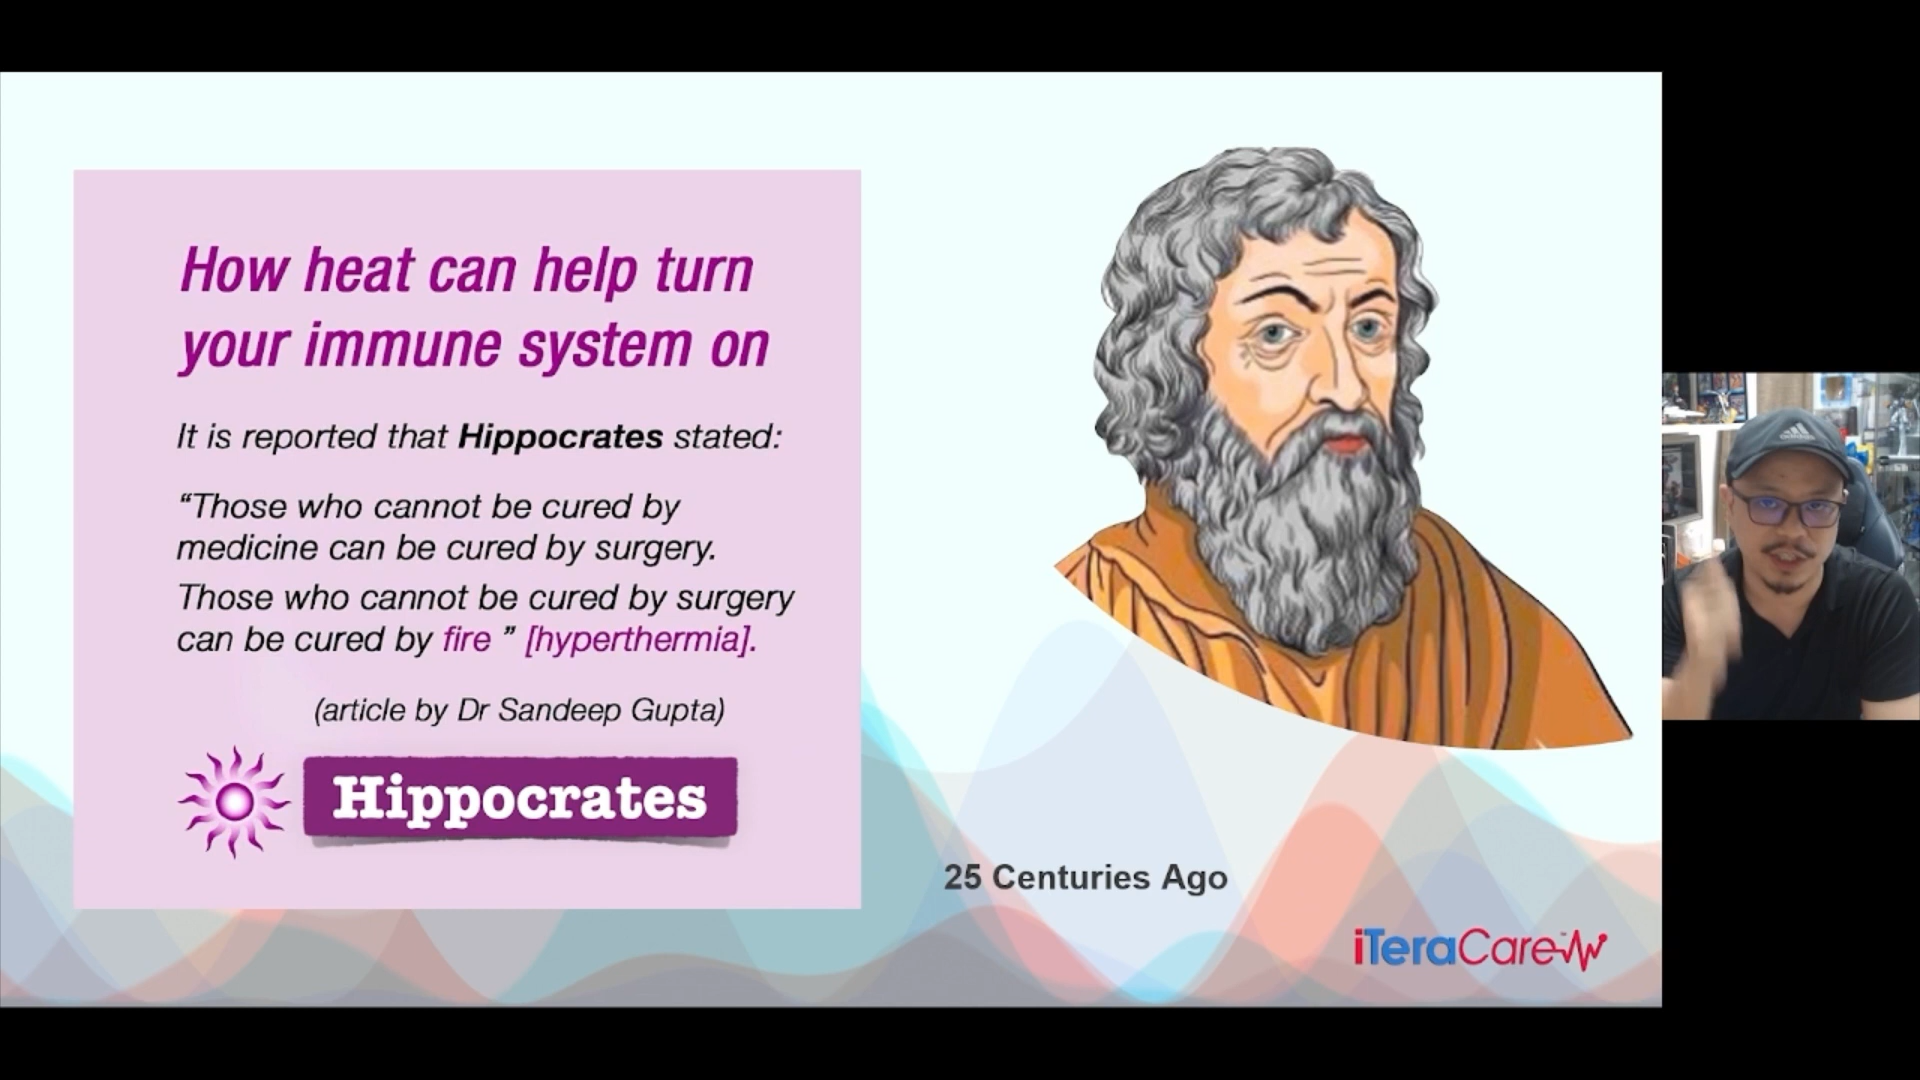 How heat can help turn
your immune system on
It is reported that Hippocrates stated:
“Those who cannot be cured by
medicine can be cured by surgery.
Those who cannot be cured by surgery
can be cured by fire ” [hyperthermia].
(article by Dr Sandeep Gupta)
Hippocrates
25 Centuries Ago
iTeraCare
adidas